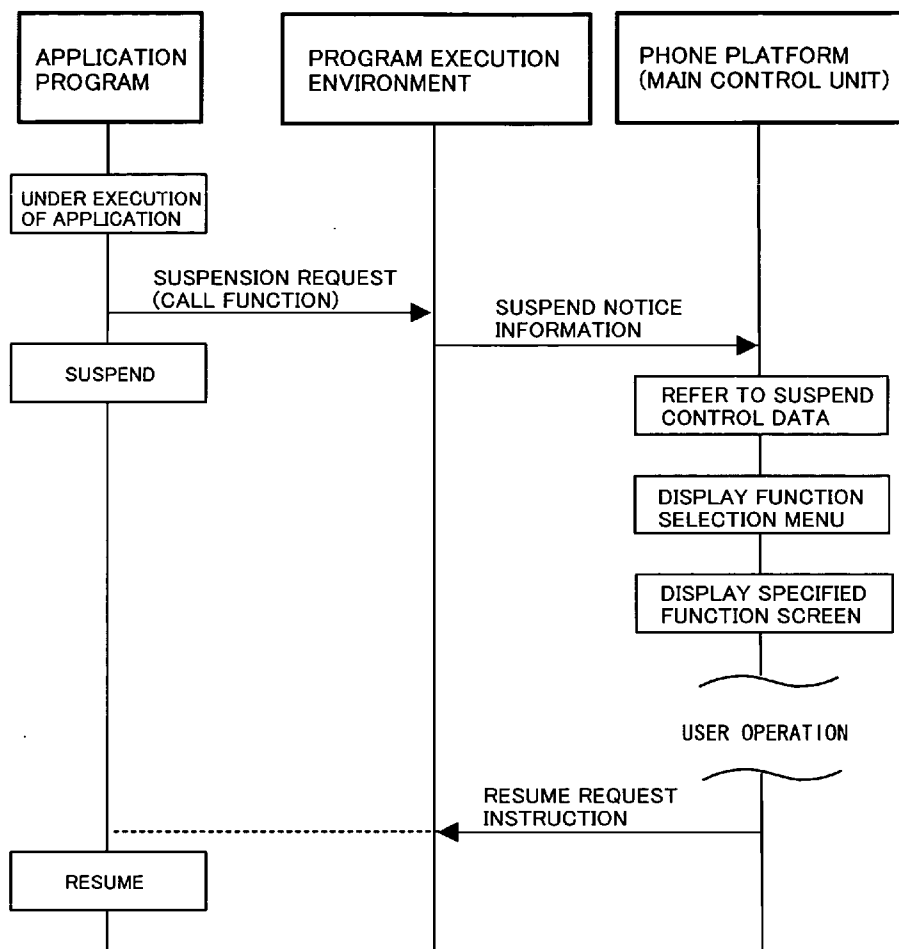 APPLICATION
PROGRAM
PROGRAM EXECUTION
ENVIRONMENT
PHONE PLATFORM
(MAIN CONTROL UNIT)
UNDER EXECUTION
OF APPLICATION
SUSPENSION REQUEST
(CALL FUNCTION)
SUSPEND NOTICE
INFORMATION
SUSPEND
REFER TO SUSPEND
CONTROL DATA
DISPLAY FUNCTION
SELECTION MENU
DISPLAY SPECIFIED
FUNCTION SCREEN
USER OPERATION
RESUME REQUEST
INSTRUCTION
RESUME